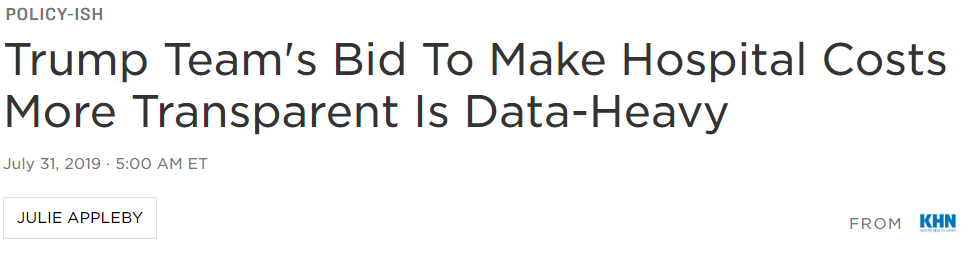 POLICY-ISH
Trump Team's Bid To Make Hospital Costs
More Transparent Is Data-Heavy
July 31, 2019 · 5:00 AM ET
JULIE APPLEBY
FROM KHN